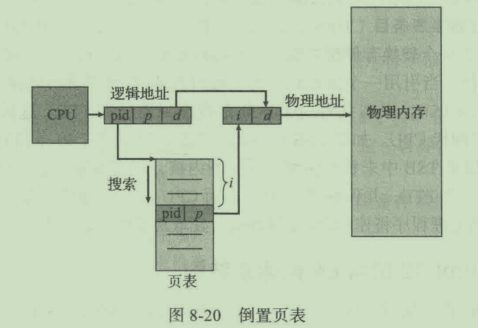 逻辑地址
物理地址
物理内存
CPU
pid p d
i d
搜索
i
pid p
页表
图 8-20 倒置页表